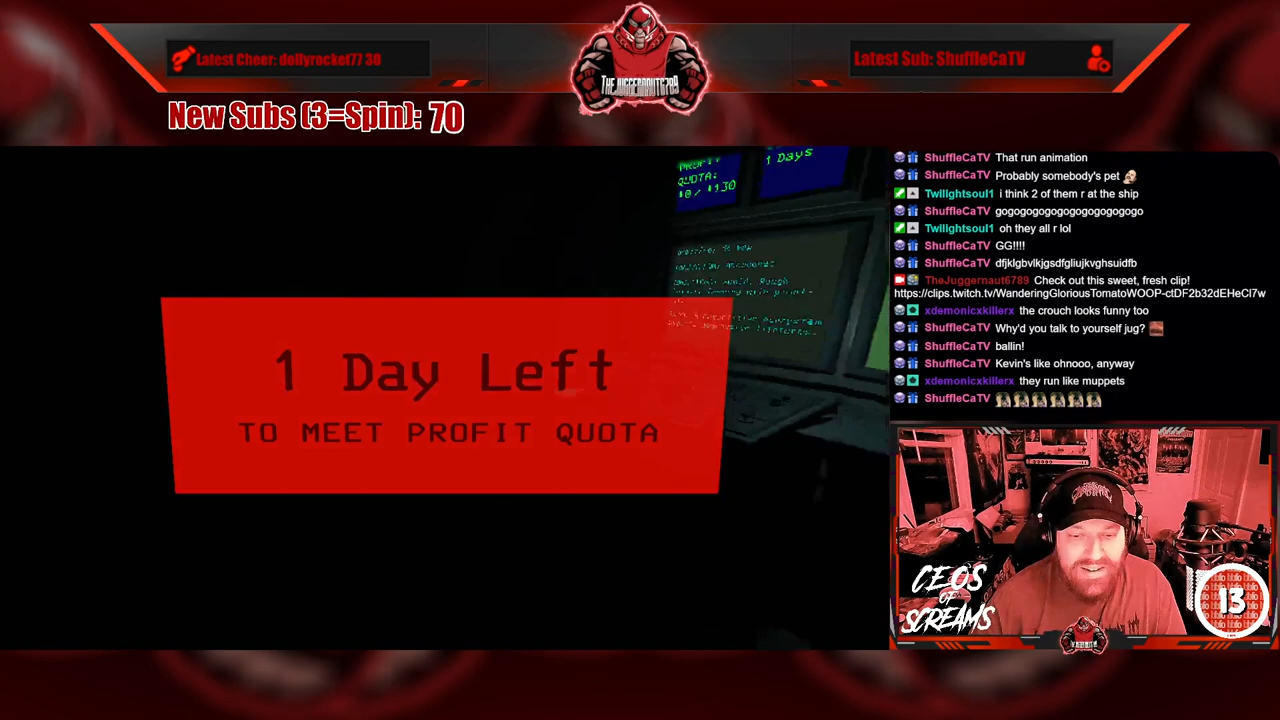 Latest Cheer: dollyrocket77 30
THEJUGGERNAUT6789
Latest Sub: ShuffleCaTV
New Subs (3=Spin): 70
PROFIT
QUOTA:
1 Days
1 Day Left
TO MEET PROFIT QUOTA
ShuffleCaTV That run animation
ShuffleCaTV Probably somebody's pet
Twilightsoul1 i think 2 of them r at the ship
ShuffleCaTV gogogogogogogogogogogo
Twilightsoul1 oh they all r lol
ShuffleCaTV GG!!!!
ShuffleCaTV dfjklgbvlkjgsdfgliujkvghsuidfb
TheJuggernaut6789 Check out this sweet, fresh clip!
https://clips.twitch.tv/WanderingGloriousTomatoWOOP-ctDF2b32dEHeCl7w
xdemonicxkillerx the crouch looks funny too
ShuffleCaTV Why'd you talk to yourself jug?
ShuffleCaTV ballin!
ShuffleCaTV Kevin's like ohnooo, anyway
xdemonicxkillerx they run like muppets
ShuffleCaTV
CEOS
OF
SCREAMS
13